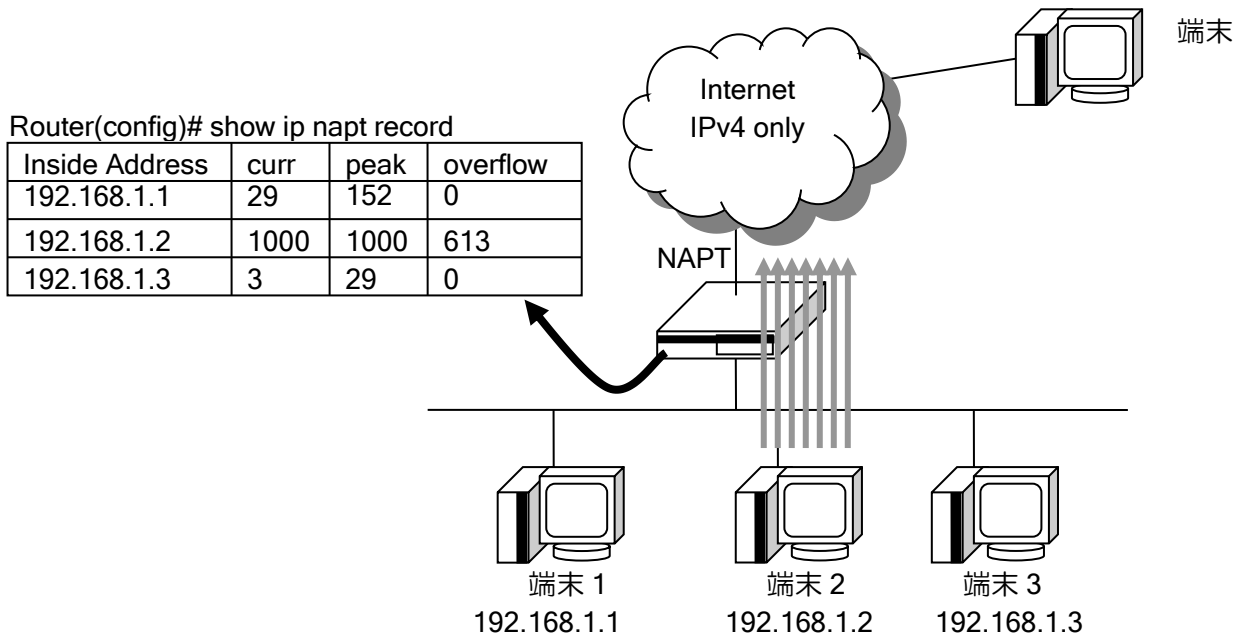 端末
Internet
IPv4 only
Router(config)# show ip napt record
Inside Address curr peak overflow
192.168.1.1 29 152 0
192.168.1.2 1000 1000 613
192.168.1.3 3 29 0
NAPT
端末 1 端末 2 端末 3
192.168.1.1 192.168.1.2 192.168.1.3